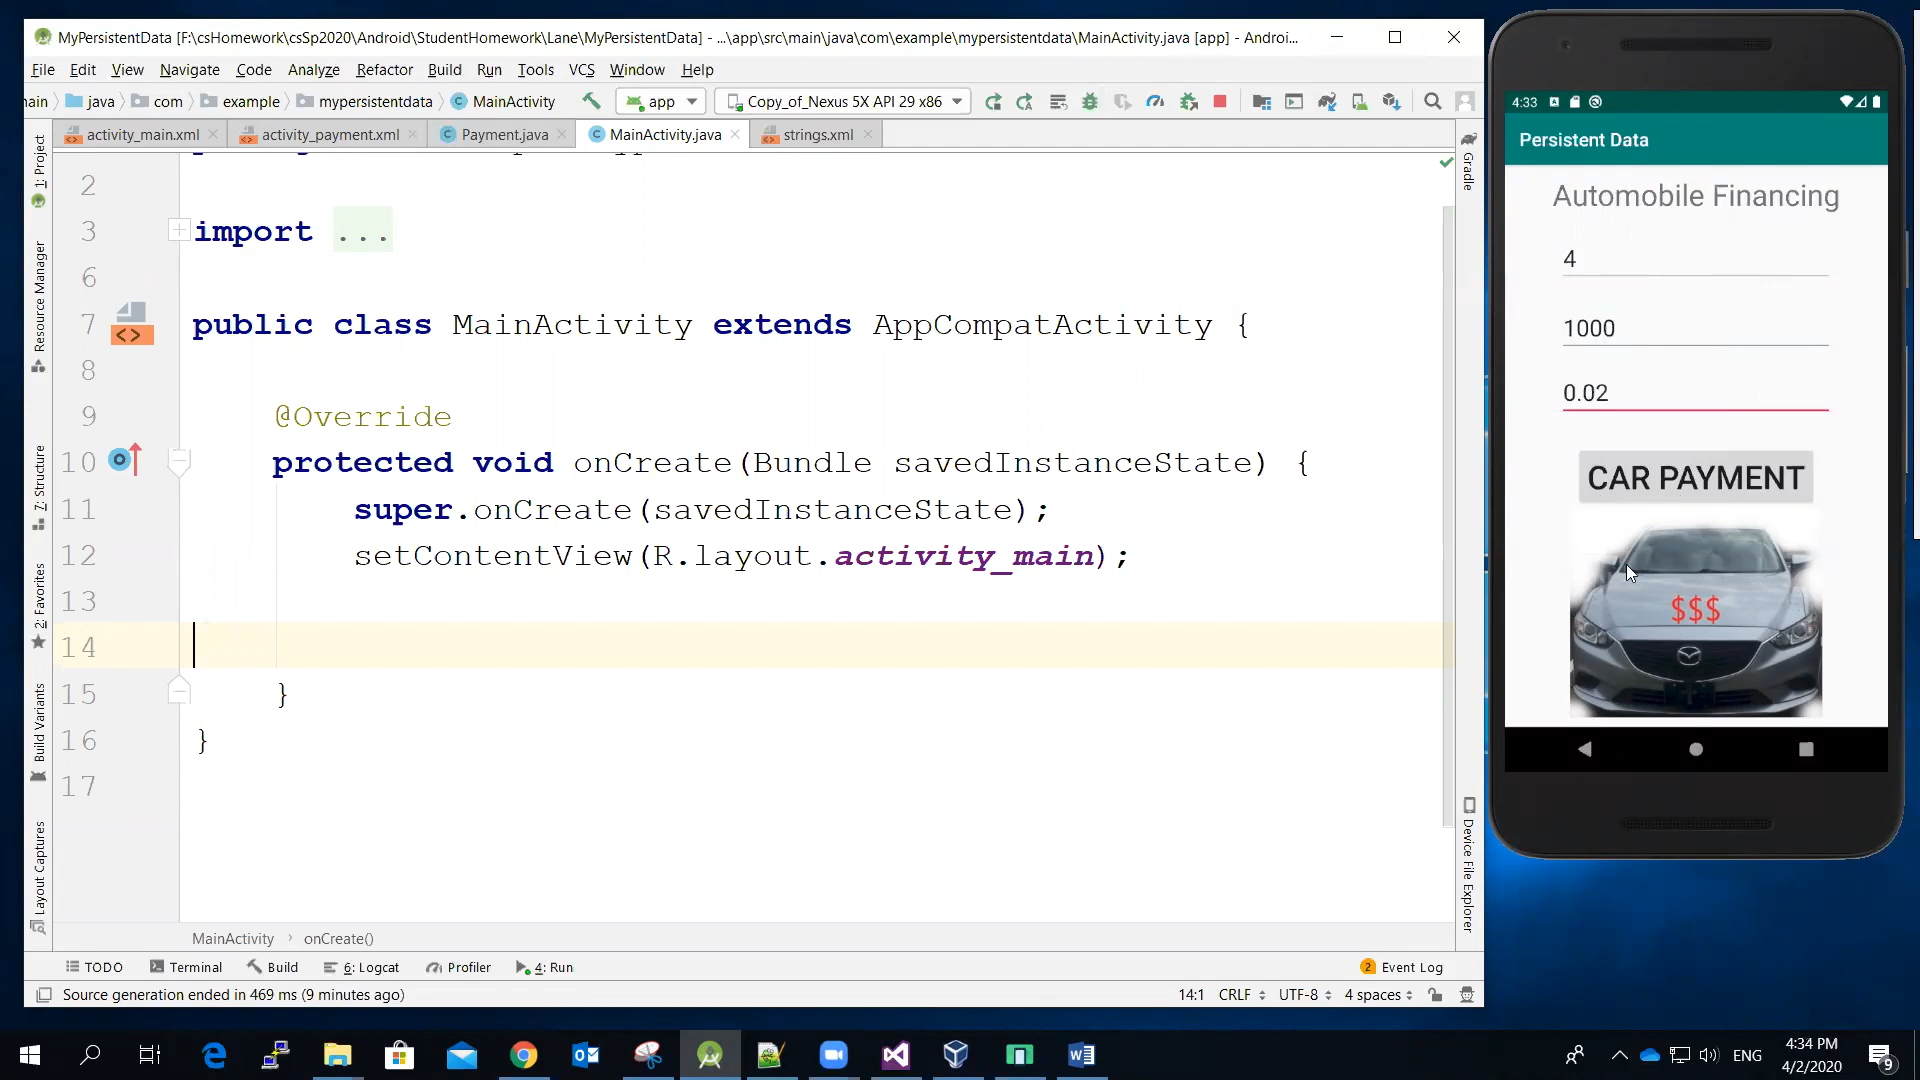 MyPersistentData [F:\csHomework\csSp2020\Android\StudentHomework\Lane\MyPersistentData] - ...\app\src\main\java\com\example\mypersistentdata\MainActivity.java [app] - Androi...
File Edit View Navigate Code Analyze Refactor Build Run Tools VCS Window Help
java com example mypersistentdata MainActivity app Copy_of_Nexus 5X API 29 x86
activity_main.xml activity_payment.xml Payment.java MainActivity.java strings.xml
1: Project
Resource Manager
7: Structure
2: Favorites
Build Variants
Layout Captures
2
3 import ...
6
7 public class MainActivity extends AppCompatActivity {
8
9 @Override
10 protected void onCreate(Bundle savedInstanceState) {
11 super.onCreate(savedInstanceState);
12 setContentView(R.layout.activity_main);
13
14
15 }
16 }
17
MainActivity › onCreate()
Gradle
Device File Explorer
TODO Terminal Build 6: Logcat Profiler 4: Run 2 Event Log
Source generation ended in 469 ms (9 minutes ago) 14:1 CRLF UTF-8 4 spaces
4:33
Persistent Data
Automobile Financing
4
1000
0.02
CAR PAYMENT
$$$
ENG
4:34 PM
4/2/2020
9